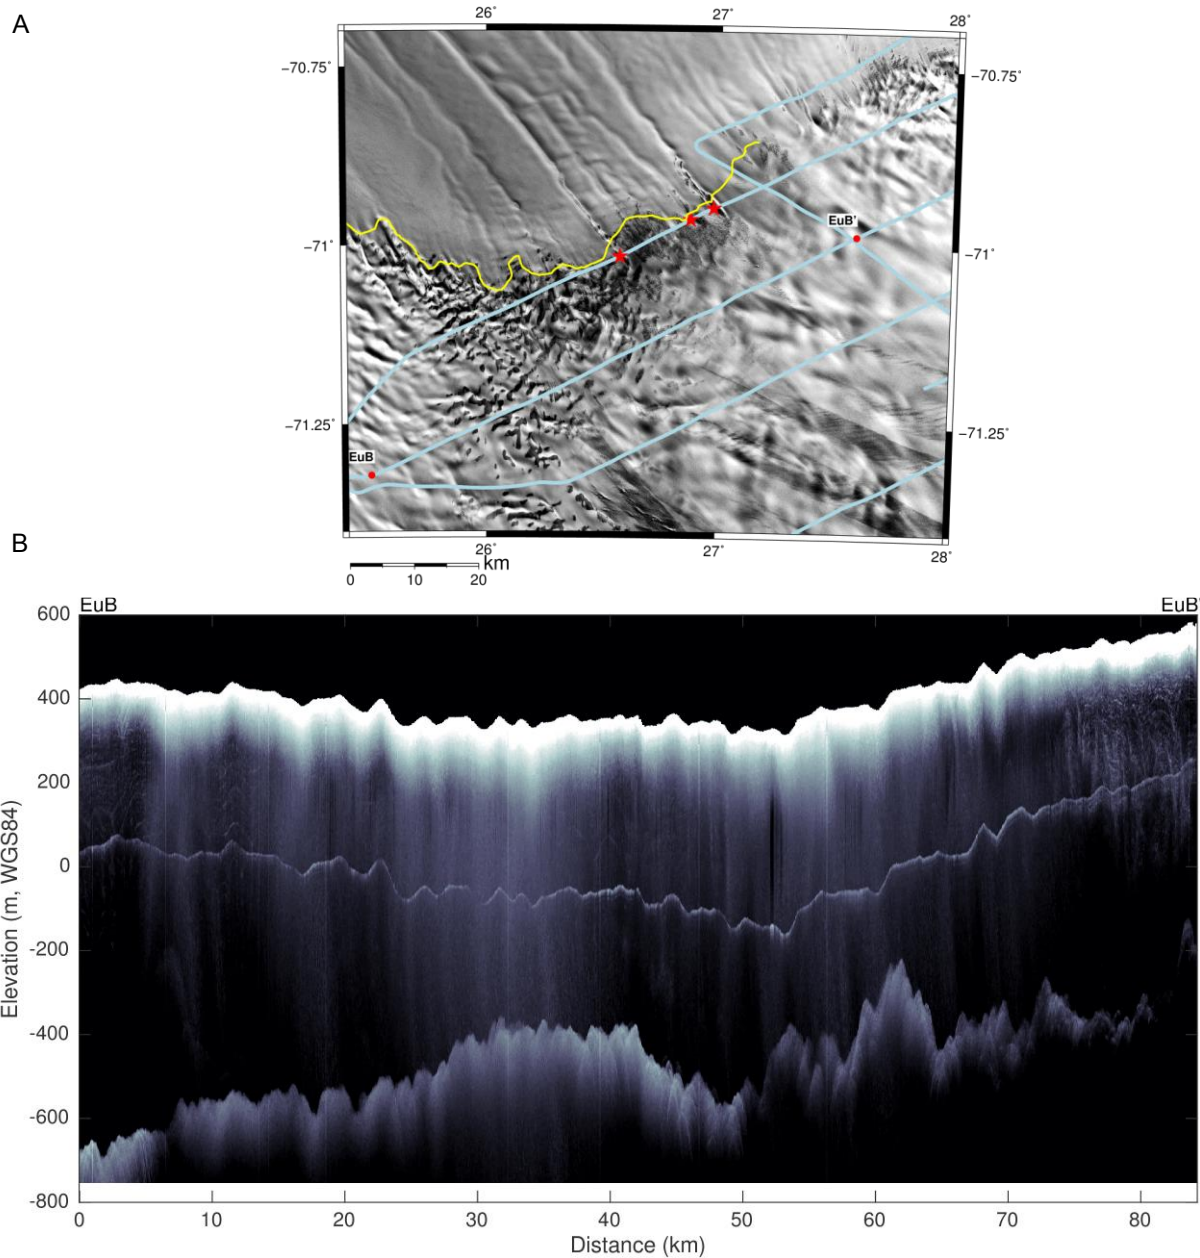 A
26˚
27˚
28˚
−70.75˚
−70.75˚
EuB'
−71˚
−71˚
−71.25˚
−71.25˚
EuB
26˚
27˚
28˚
km
0 10 20
B
EuB
EuB'
600
400
200
0
-200
-400
-600
-800
Elevation (m, WGS84)
0 10 20 30 40 50 60 70 80
Distance (km)